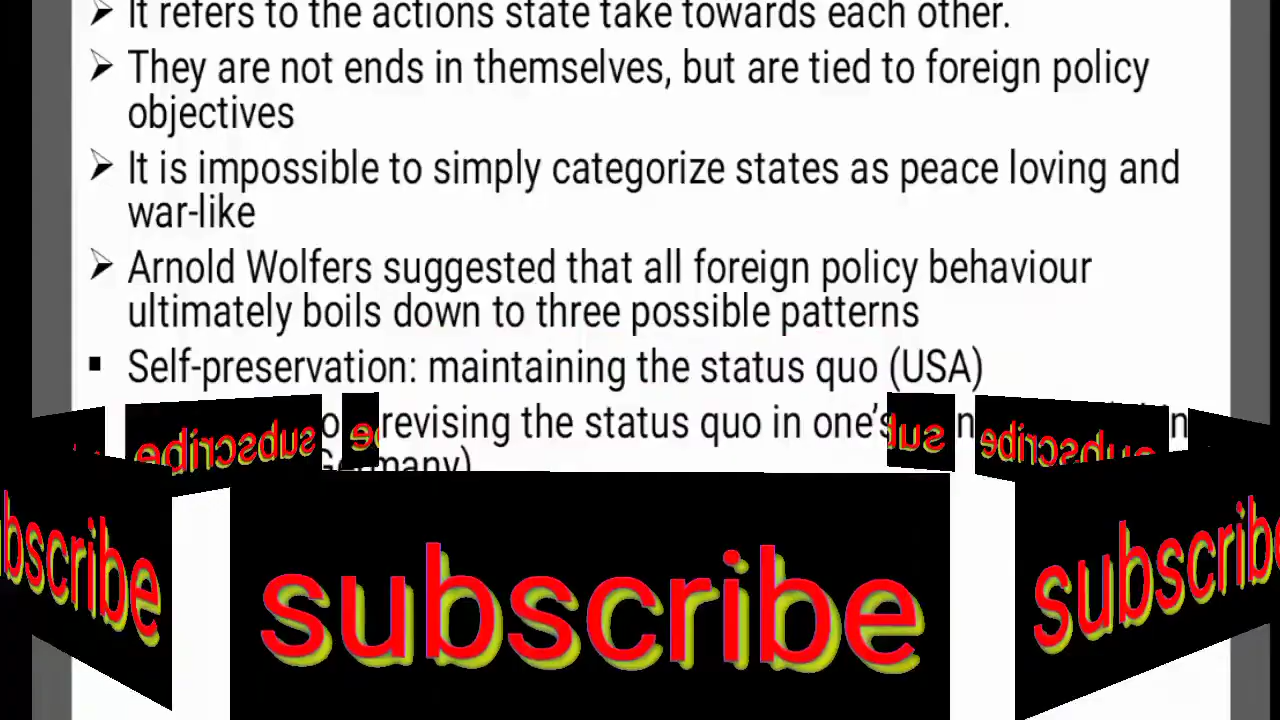 It refers to the actions state take towards each other.
They are not ends in themselves, but are tied to foreign policy
objectives
It is impossible to simply categorize states as peace loving and
war-like
Arnold Wolfers suggested that all foreign policy behaviour
ultimately boils down to three possible patterns
Self-preservation: maintaining the status quo (USA)
revising the status quo in one's
subscribe
subscribe
subscribe
subscribe
subscribe